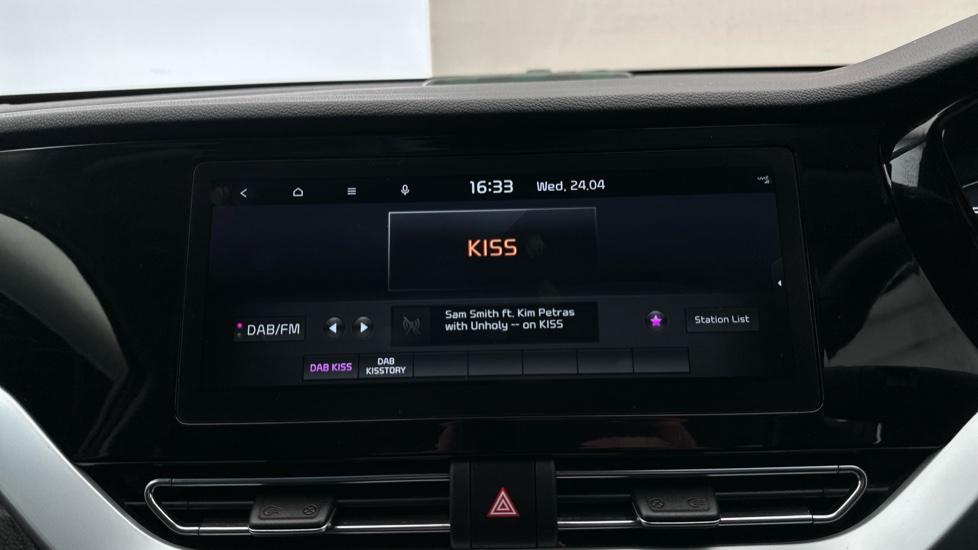 16:33 Wed, 24.04
KISS
DAB/FM
Sam Smith ft. Kim Petras
with Unholy -- on KISS
Station List
DAB KISS
DAB
KISSTORY